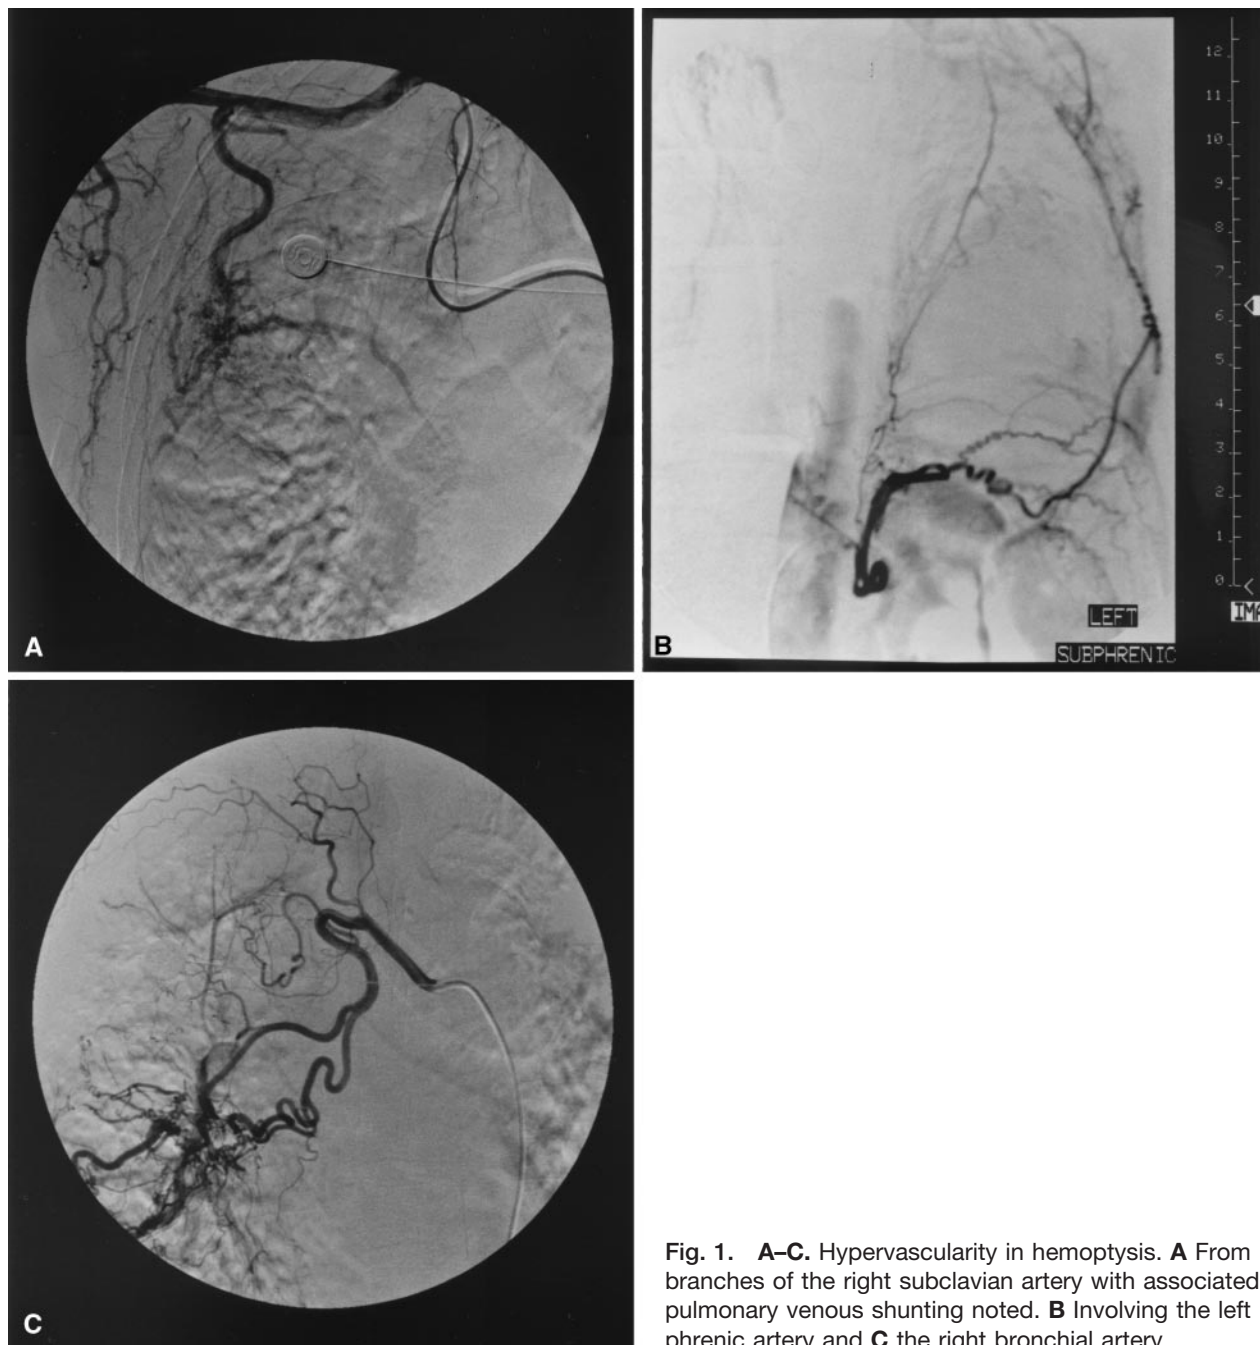 A
12
11
10
9
8
7
6
5
4
3
2
1
0
LEFT
IMA
B
SUBPHRENIC
C
Fig. 1. A–C. Hypervascularity in hemoptysis. A From
branches of the right subclavian artery with associated
pulmonary venous shunting noted. B Involving the left
phrenic artery and C the right bronchial artery